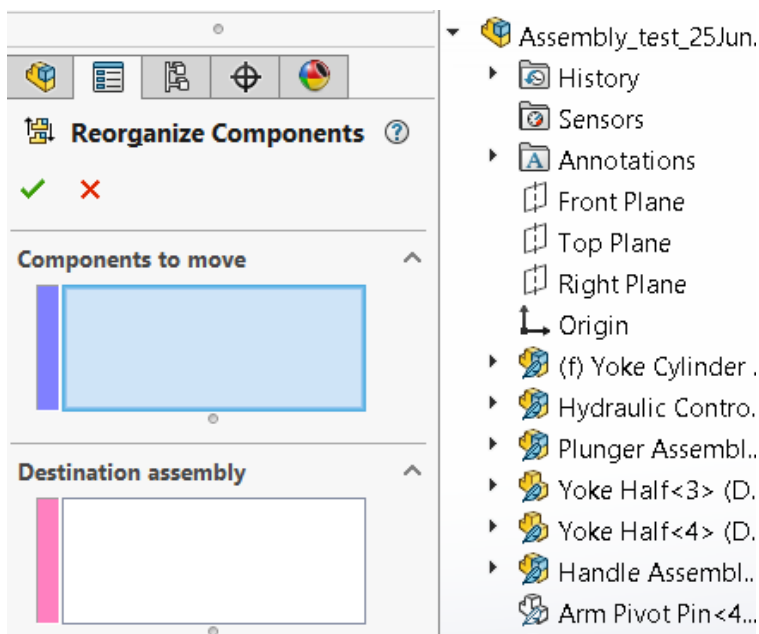 Reorganize Components
Components to move
Destination assembly
Assembly_test_25Jun.
History
Sensors
A Annotations
Front Plane
Top Plane
Right Plane
Origin
(f) Yoke Cylinder .
Hydraulic Contro.
Plunger Assembl..
Yoke Half<3> (D.
Yoke Half<4> (D.
Handle Assembl..
Arm Pivot Pin<4...